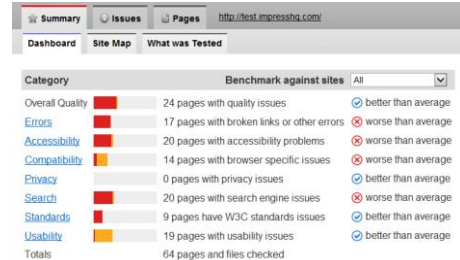 Summary Issues Pages http://test.impresshq.com/
Dashboard Site Map What was Tested
Category Benchmark against sites All
Overall Quality 24 pages with quality issues better than average
Errors 17 pages with broken links or other errors worse than average
Accessibility 20 pages with accessibility problems worse than average
Compatibility 14 pages with browser specific issues worse than average
Privacy 0 pages with privacy issues better than average
Search 20 pages with search engine issues worse than average
Standards 9 pages have W3C standards issues better than average
Usability 19 pages with usability issues better than average
Totals 64 pages and files checked